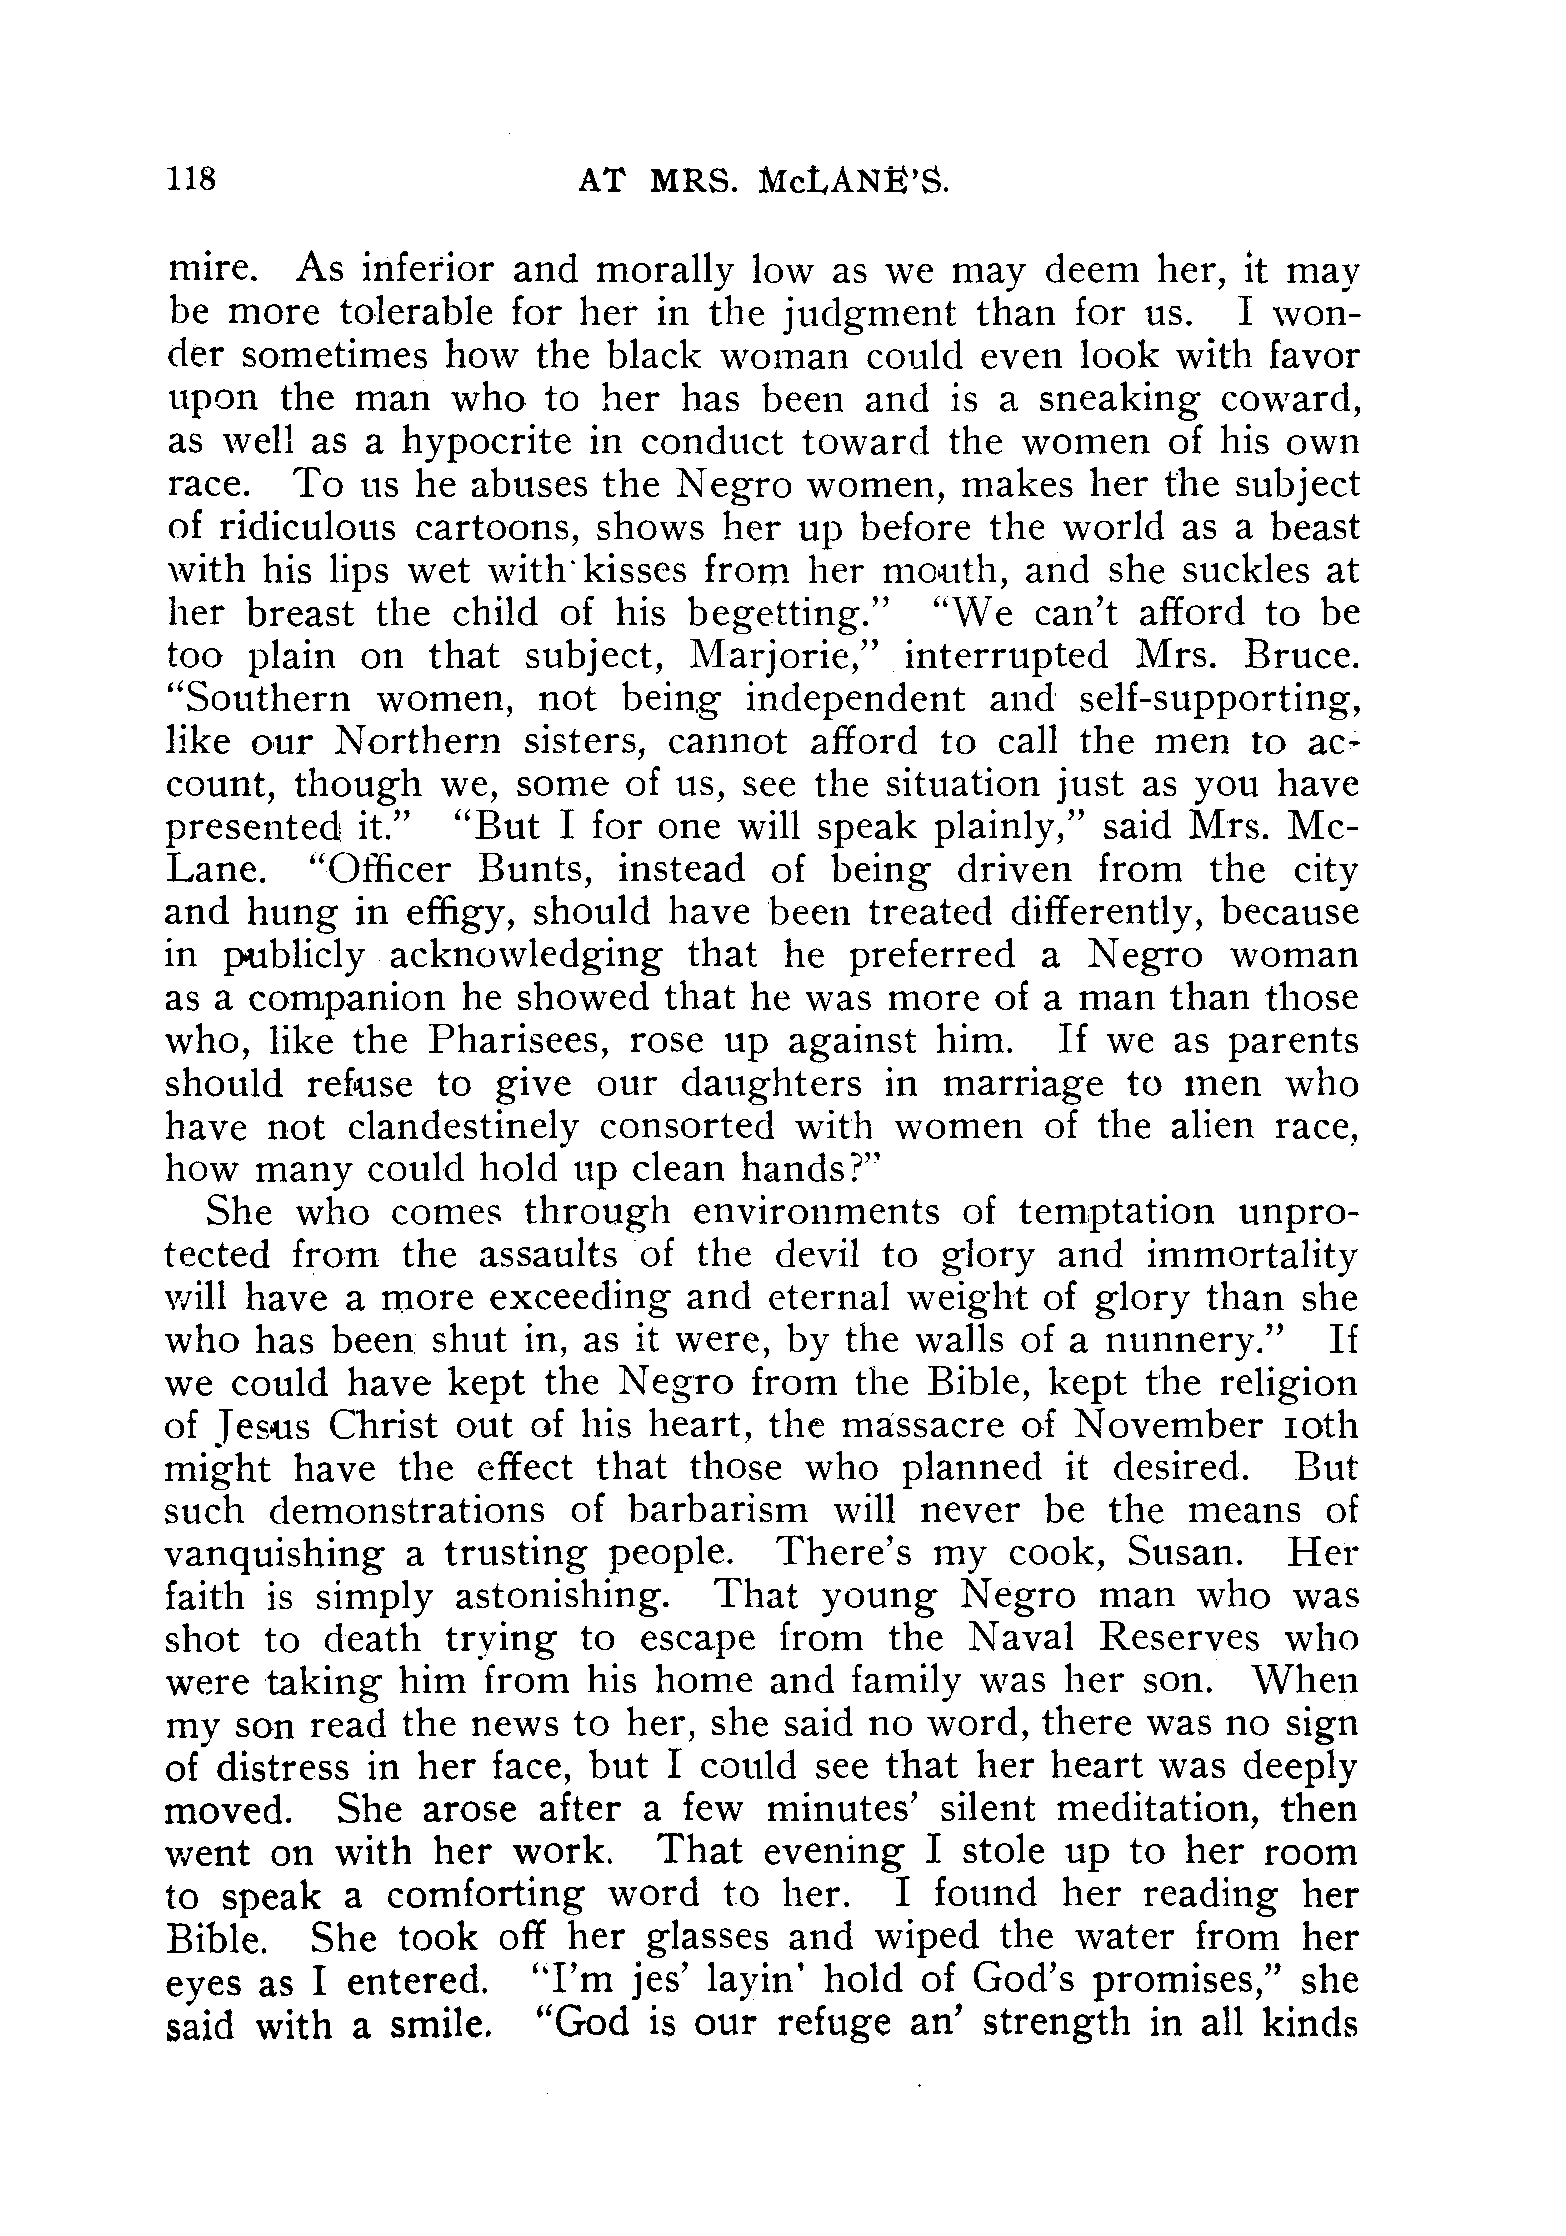 118 AT MRS. McLANE'S.
mire. As inferior and morally low as we may deem her, it may
be more tolerable for her in the judgment than for us. I won-
der sometimes how the black woman could even look with favor
upon the man who to her has been and is a sneaking coward,
as well as a hypocrite in conduct toward the women of his own
race. To us he abuses the Negro women, makes her the subject
of ridiculous cartoons, shows her up before the world as a beast
with his lips wet with kisses from her mouth, and she suckles at
her breast the child of his begetting." "We can't afford to be
too plain on that subject, Marjorie," interrupted Mrs. Bruce.
"Southern women, not being independent and self-supporting,
like our Northern sisters, cannot afford to call the men to ac-
count, though we, some of us, see the situation just as you have
presented it." "But I for one will speak plainly," said Mrs. Mc-
Lane. "Officer Bunts, instead of being driven from the city
and hung in effigy, should have been treated differently, because
in publicly acknowledging that he preferred a Negro woman
as a companion he showed that he was more of a man than those
who, like the Pharisees, rose up against him. If we as parents
should refuse to give our daughters in marriage to men who
have not clandestinely consorted with women of the alien race,
how many could hold up clean hands?"
She who comes through environments of temptation unpro-
tected from the assaults of the devil to glory and immortality
will have a more exceeding and eternal weight of glory than she
who has been shut in, as it were, by the walls of a nunnery." If
we could have kept the Negro from the Bible, kept the religion
of Jesus Christ out of his heart, the massacre of November 10th
might have the effect that those who planned it desired. But
such demonstrations of barbarism will never be the means of
vanquishing a trusting people. There's my cook, Susan. Her
faith is simply astonishing. That young Negro man who was
shot to death trying to escape from the Naval Reserves who
were taking him from his home and family was her son. When
my son read the news to her, she said no word, there was no sign
of distress in her face, but I could see that her heart was deeply
moved. She arose after a few minutes' silent meditation, then
went on with her work. That evening I stole up to her room
to speak a comforting word to her. I found her reading her
Bible. She took off her glasses and wiped the water from her
eyes as I entered. "I'm jes' layin' hold of God's promises," she
said with a smile. "God is our refuge an' strength in all kinds